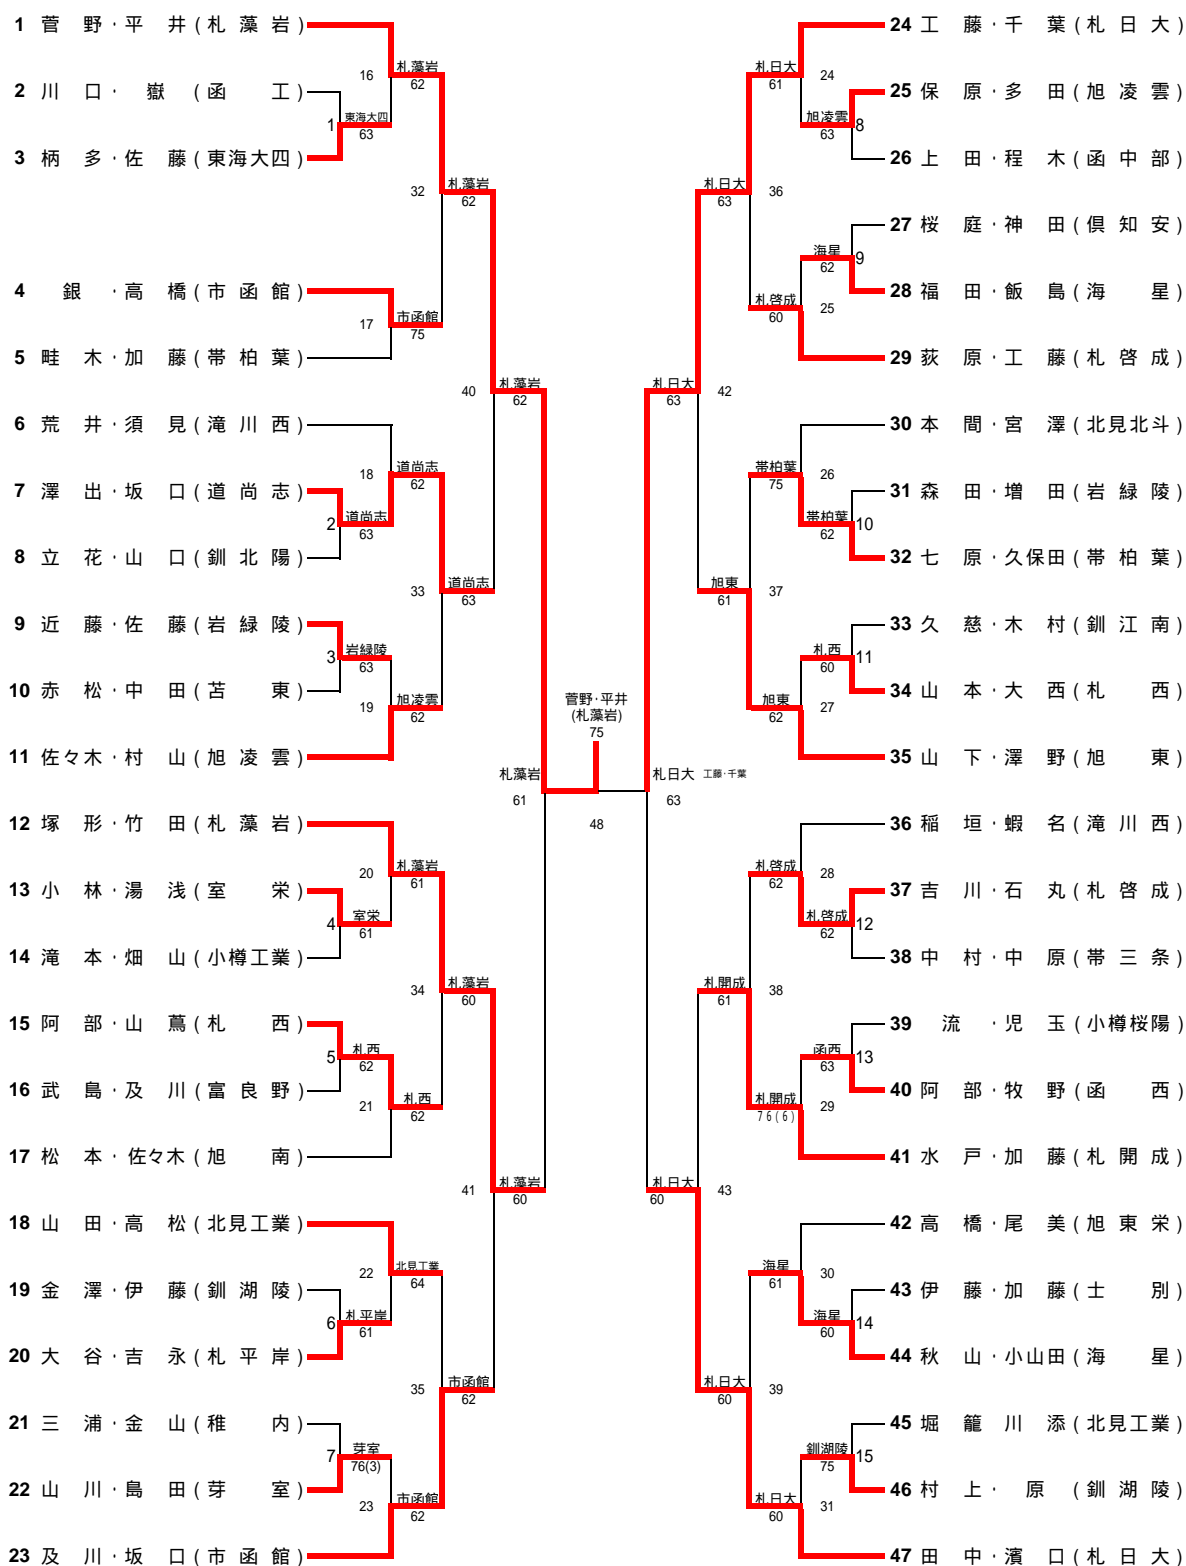 1 菅 野・平 井 ( 札 藻 岩 )
2 川 口・ 嶽 ( 函 工 )
3 柄 多・佐 藤 ( 東 海 大 四 )
4 銀 ・高 橋 ( 市 函 館 )
5 畦 木・加 藤 ( 帯 柏 葉 )
6 荒 井・須 見 ( 滝 川 西 )
7 澤 出・坂 口 ( 道 尚 志 )
8 立 花・山 口 ( 釧 北 陽 )
9 近 藤・佐 藤 ( 岩 緑 陵 )
10 赤 松・中 田 ( 苫 東 )
11 佐々木・村 山 ( 旭 凌 雲 )
12 塚 形・竹 田 ( 札 藻 岩 )
13 小 林・湯 浅 ( 室 栄 )
14 滝 本・畑 山 ( 小樽工業 )
15 阿 部・山 蔦 ( 札 西 )
16 武 島・及 川 ( 富 良 野 )
17 松 本・佐々木 ( 旭 南 )
18 山 田・高 松 ( 北見工業 )
19 金 澤・伊 藤 ( 釧 湖 陵 )
20 大 谷・吉 永 ( 札 平 岸 )
21 三 浦・金 山 ( 稚 内 )
22 山 川・島 田 ( 芽 室 )
23 及 川・坂 口 ( 市 函 館 )
1 東海大四 63
2 道尚志 63
3 岩緑陵 63
4 室栄 61
5 札西 62
6 札平岸 61
7 芽室 76(3)
16 札藻岩 62
17 市函館 75
18 道尚志 62
19 旭凌雲 62
20 札藻岩 61
21 札西 62
22 北見工業 64
23 市函館 62
32 札藻岩 62
33 道尚志 63
34 札藻岩 60
35 市函館 62
40 札藻岩 62
41 札藻岩 60
札藻岩 61
菅野・平井
(札藻岩)
75
48
札日大 工藤・千葉
63
札日大 63 42
札日大 60 43
札日大 63 36
旭東 61 37
札開成 61 38
札日大 60 39
札日大 61 24
札啓成 60 25
帯柏葉 75 26
旭東 62 27
札啓成 62 28
札開成 76(6) 29
海星 61 30
札日大 60 31
旭凌雲 63 8
海星 62 9
帯柏葉 62 10
札西 60 11
札啓成 62 12
函西 63 13
海星 60 14
釧湖陵 75 15
24 工 藤・千 葉 ( 札 日 大 )
25 保 原・多 田 ( 旭 凌 雲 )
26 上 田・程 木 ( 函 中 部 )
27 桜 庭・神 田 ( 倶 知 安 )
28 福 田・飯 島 ( 海 星 )
29 荻 原・工 藤 ( 札 啓 成 )
30 本 間・宮 澤 ( 北見北斗 )
31 森 田・増 田 ( 岩 緑 陵 )
32 七 原・久保田 ( 帯 柏 葉 )
33 久 慈・木 村 ( 釧 江 南 )
34 山 本・大 西 ( 札 西 )
35 山 下・澤 野 ( 旭 東 )
36 稲 垣・蝦 名 ( 滝 川 西 )
37 吉 川・石 丸 ( 札 啓 成 )
38 中 村・中 原 ( 帯 三 条 )
39 流 ・児 玉 ( 小樽桜陽 )
40 阿 部・牧 野 ( 函 西 )
41 水 戸・加 藤 ( 札 開 成 )
42 高 橋・尾 美 ( 旭 東 栄 )
43 伊 藤・加 藤 ( 士 別 )
44 秋 山・小山田 ( 海 星 )
45 堀 籠 川 添 ( 北見工業 )
46 村 上・ 原 ( 釧 湖 陵 )
47 田 中・濱 口 ( 札 日 大 )